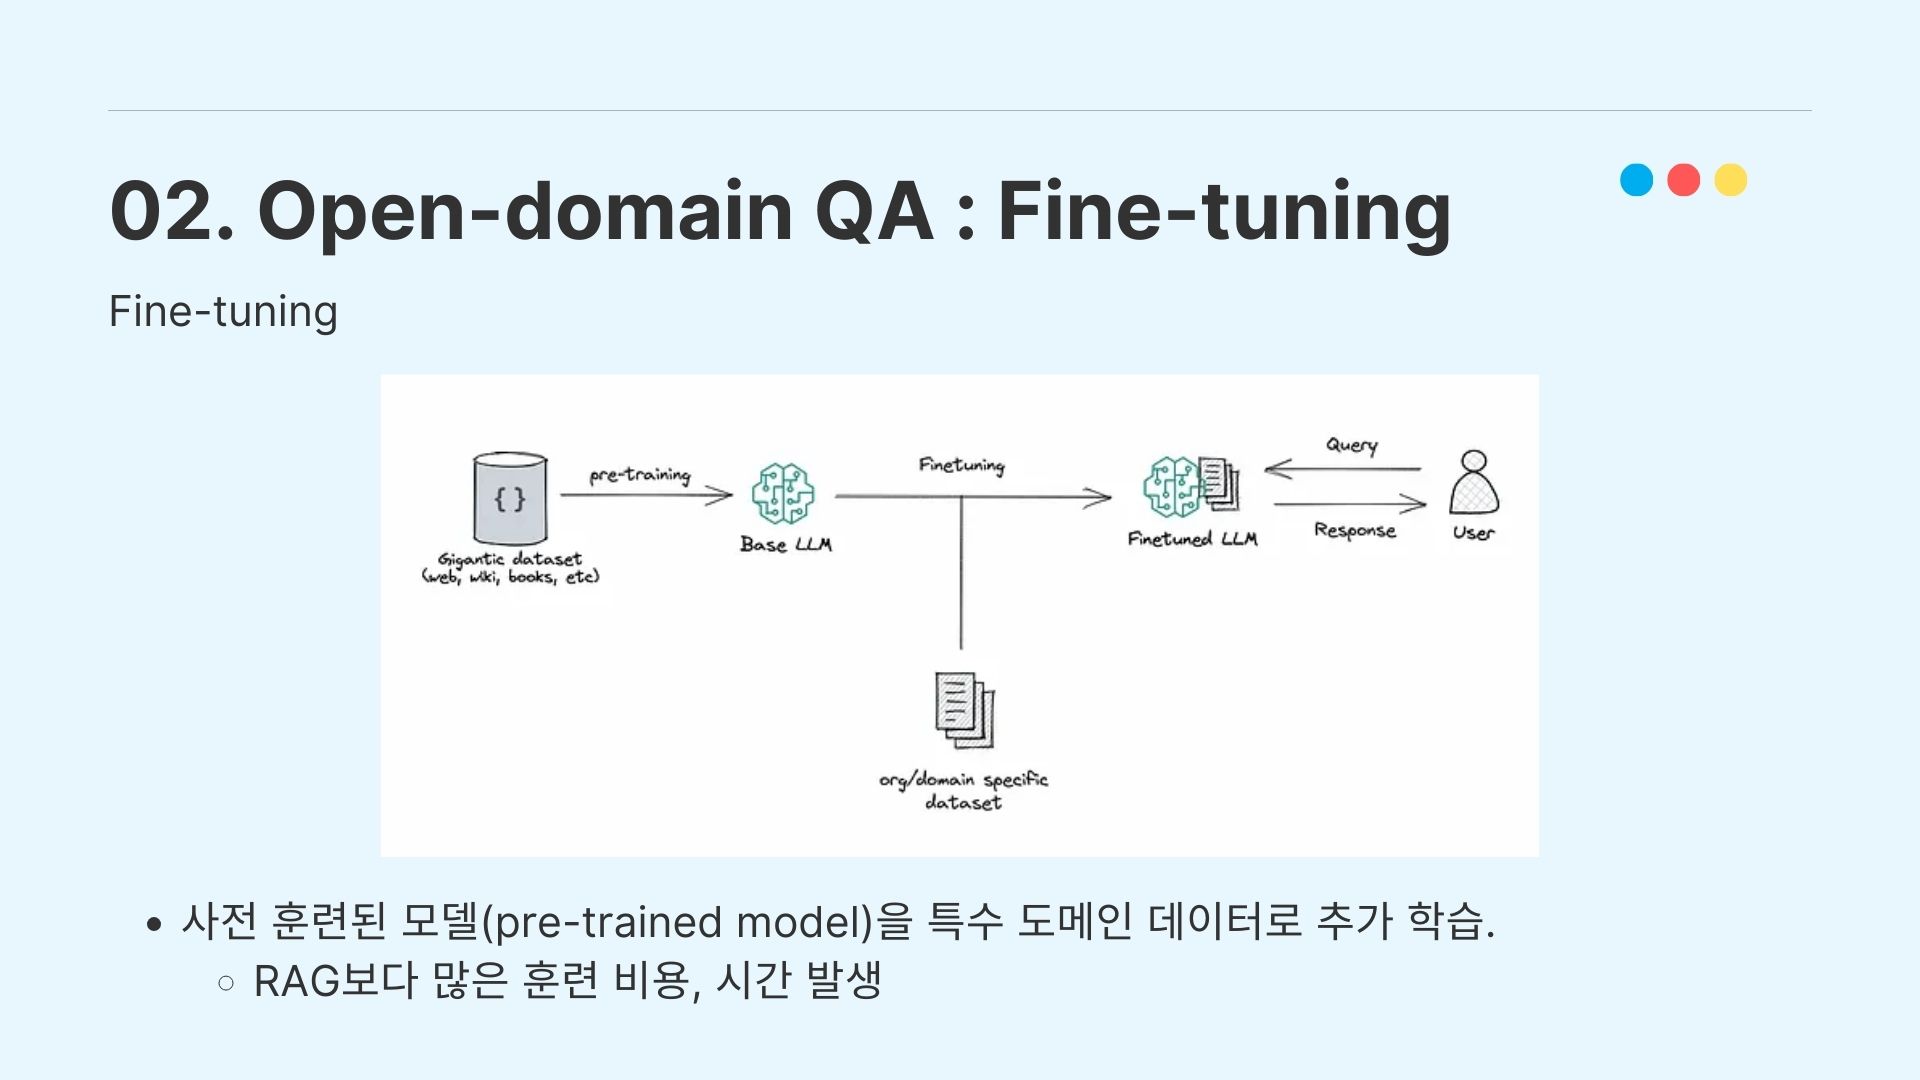 02. Open-domain QA : Fine-tuning
Fine-tuning
{ }
Gigantic dataset
(web, wiki, books, etc)
pre-training
Base LLM
Finetuning
org/domain specific
dataset
Finetuned LLM
Query
Response
User
• 사전 훈련된 모델(pre-trained model)을 특수 도메인 데이터로 추가 학습.
◦ RAG보다 많은 훈련 비용, 시간 발생